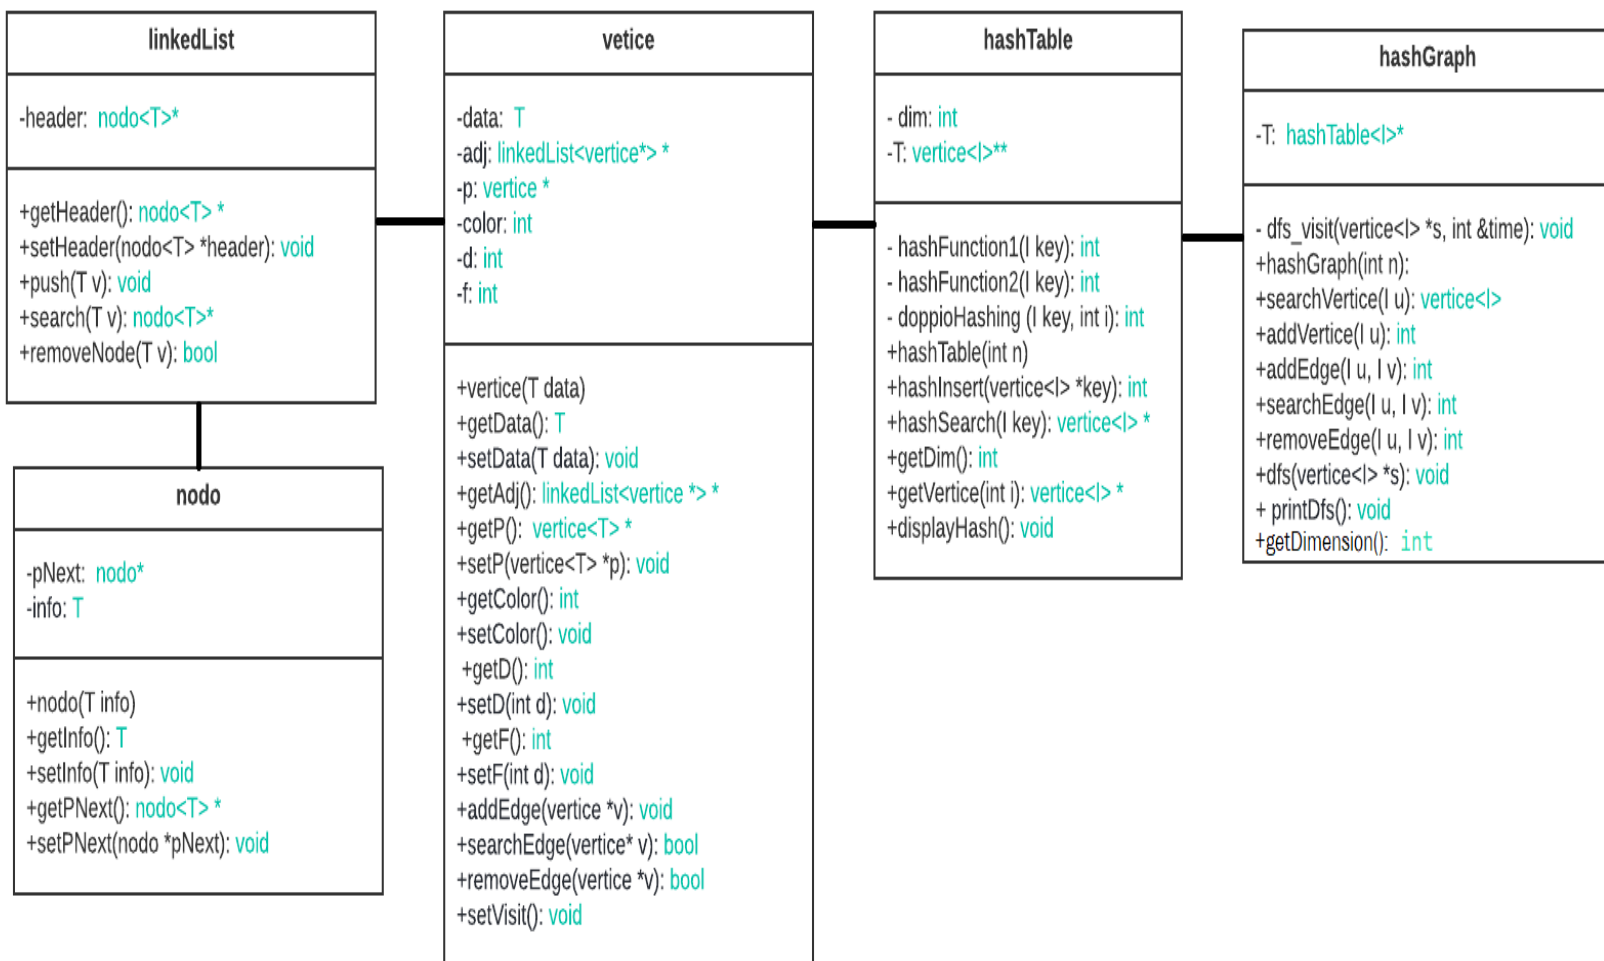 linkedList
-header: nodo<T>*
+getHeader(): nodo<T> *
+setHeader(nodo<T> *header): void
+push(T v): void
+search(T v): nodo<T>*
+removeNode(T v): bool
nodo
-pNext: nodo*
-info: T
+nodo(T info)
+getInfo(): T
+setInfo(T info): void
+getPNext(): nodo<T> *
+setPNext(nodo *pNext): void
vetice
-data: T
-adj: linkedList<vertice*> *
-p: vertice *
-color: int
-d: int
-f: int
+vertice(T data)
+getData(): T
+setData(T data): void
+getAdj(): linkedList<vertice *> *
+getP(): vertice<T> *
+setP(vertice<T> *p): void
+getColor(): int
+setColor(): void
+getD(): int
+setD(int d): void
+getF(): int
+setF(int d): void
+addEdge(vertice *v): void
+searchEdge(vertice* v): bool
+removeEdge(vertice *v): bool
+setVisit(): void
hashTable
- dim: int
-T: vertice<I>**
- hashFunction1(I key): int
- hashFunction2(I key): int
- doppioHashing (I key, int i): int
+hashTable(int n)
+hashInsert(vertice<I> *key): int
+hashSearch(I key): vertice<I> *
+getDim(): int
+getVertice(int i): vertice<I> *
+displayHash(): void
hashGraph
-T: hashTable<I>*
- dfs_visit(vertice<I> *s, int &time): void
+hashGraph(int n):
+searchVertice(I u): vertice<I>
+addVertice(I u): int
+addEdge(I u, I v): int
+searchEdge(I u, I v): int
+removeEdge(I u, I v): int
+dfs(vertice<I> *s): void
+ printDfs(): void
+getDimension(): int